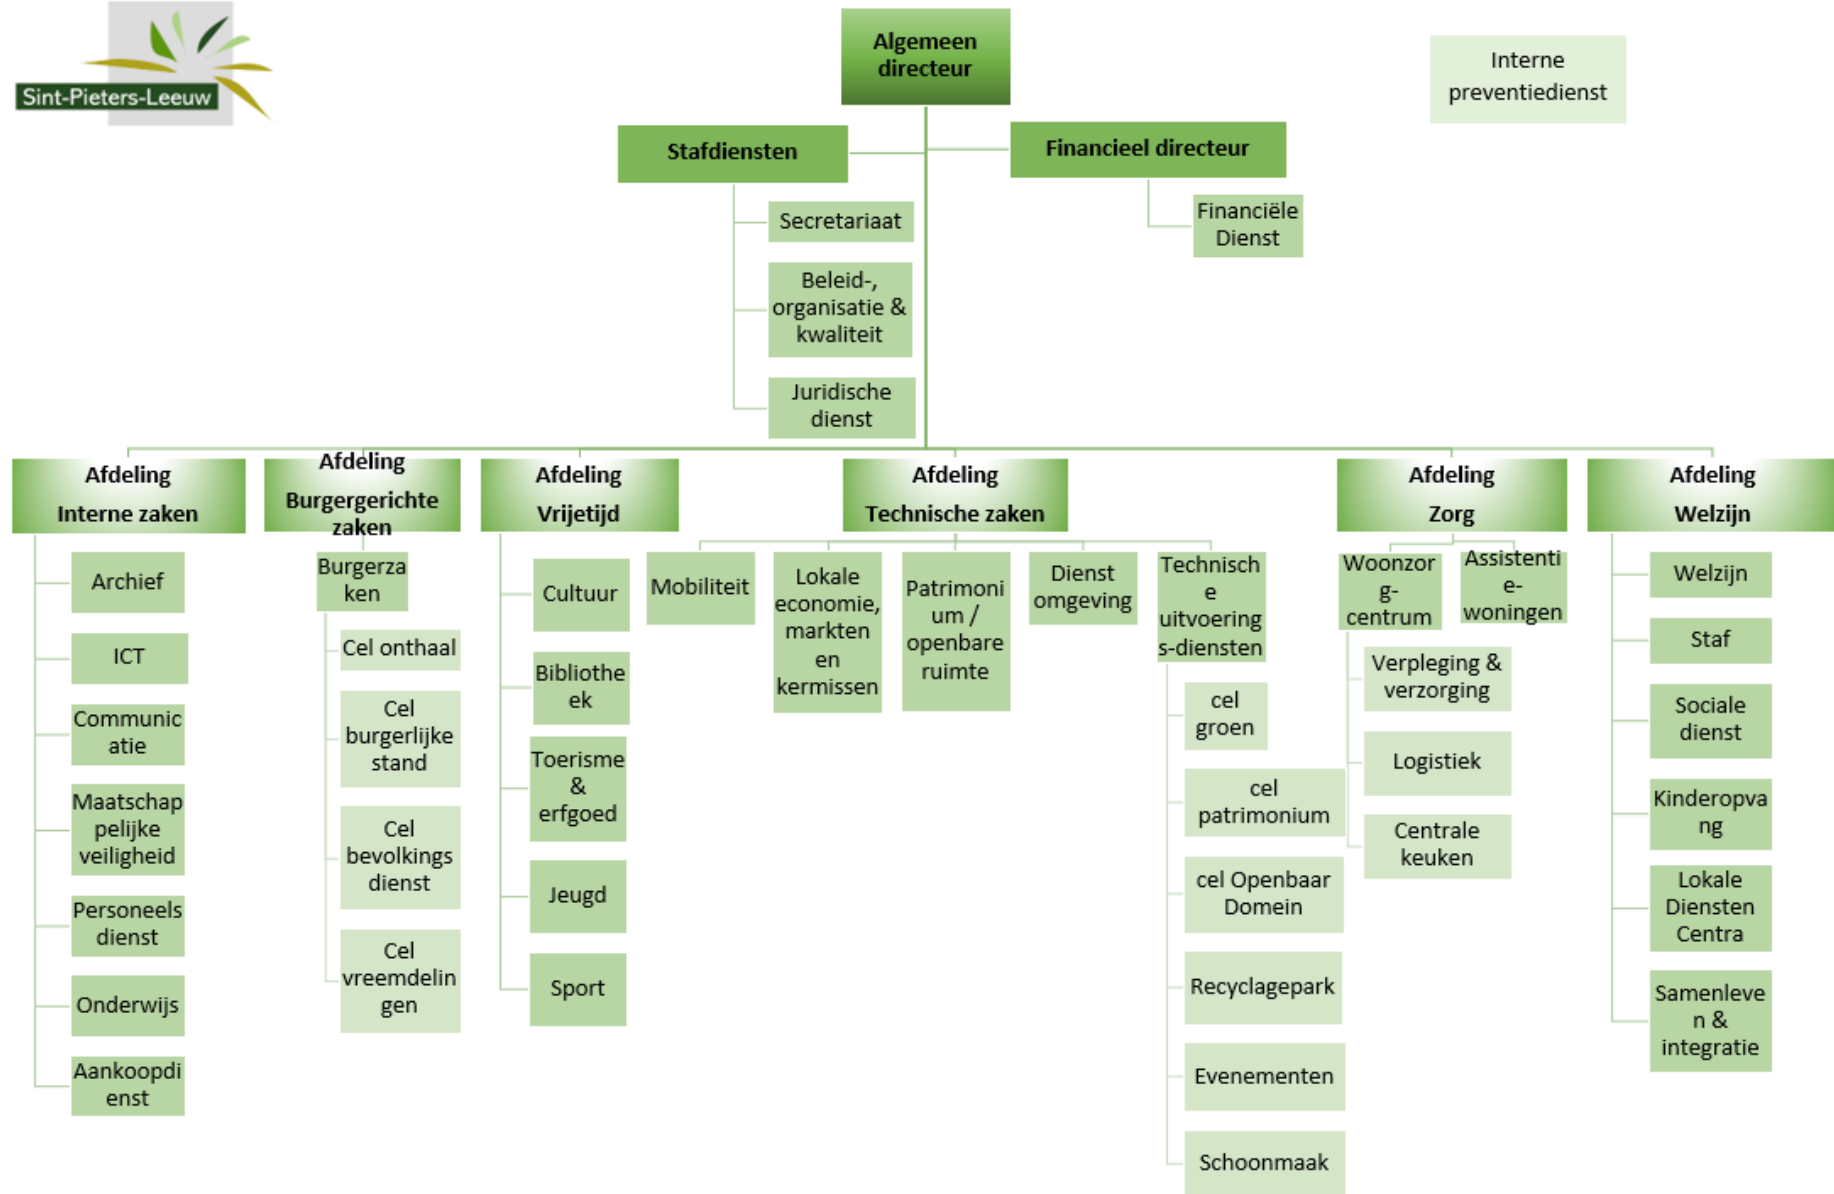 Sint-Pieters-Leeuw
Algemeen
directeur
Interne
preventiedienst
Stafdiensten
Financieel directeur
Secretariaat
Beleid-,
organisatie &
kwaliteit
Juridische
dienst
Financiële
Dienst
Afdeling
Interne zaken
Archief
ICT
Communic
atie
Maatschap
pelijke
veiligheid
Personeels
dienst
Onderwijs
Aankoopdi
enst
Afdeling
Burgergerichte
zaken
Burgerza
ken
Cel onthaal
Cel
burgerlijke
stand
Cel
bevolkings
dienst
Cel
vreemdelin
gen
Afdeling
Vrijetijd
Cultuur
Bibliothe
ek
Toerisme
&
erfgoed
Jeugd
Sport
Afdeling
Technische zaken
Mobiliteit
Lokale
economie,
markten
en
kermissen
Patrimoni
um /
openbare
ruimte
Dienst
omgeving
Technisch
e
uitvoering
s-diensten
cel
groen
cel
patrimonium
cel Openbaar
Domein
Recyclagepark
Evenementen
Schoonmaak
Afdeling
Zorg
Woonzor
g-
centrum
Verpleging &
verzorging
Logistiek
Centrale
keuken
Assistenti
e-
woningen
Afdeling
Welzijn
Welzijn
Staf
Sociale
dienst
Kinderopva
ng
Lokale
Diensten
Centra
Samenleve
n &
integratie